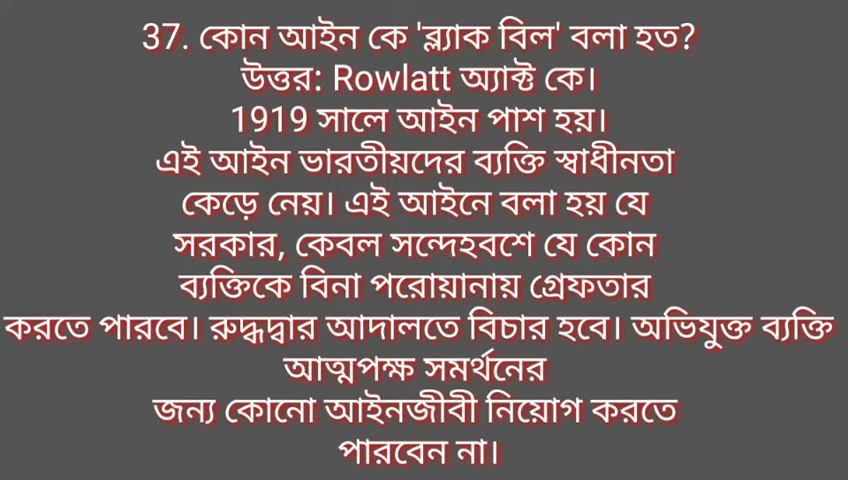 37. কোন আইন কে 'ব্ল্যাক বিল' বলা হত?
উত্তর: Rowlatt অ্যাক্ট কে।
1919 সালে আইন পাশ হয়।
এই আইন ভারতীয়দের ব্যক্তি স্বাধীনতা
কেড়ে নেয়। এই আইনে বলা হয় যে
সরকার, কেবল সন্দেহবশে যে কোন
ব্যক্তিকে বিনা পরোয়ানায় গ্রেফতার
করতে পারবে। রুদ্ধদ্বার আদালতে বিচার হবে। অভিযুক্ত ব্যক্তি
আত্মপক্ষ সমর্থনের
জন্য কোনো আইনজীবী নিয়োগ করতে
পারবেন না।